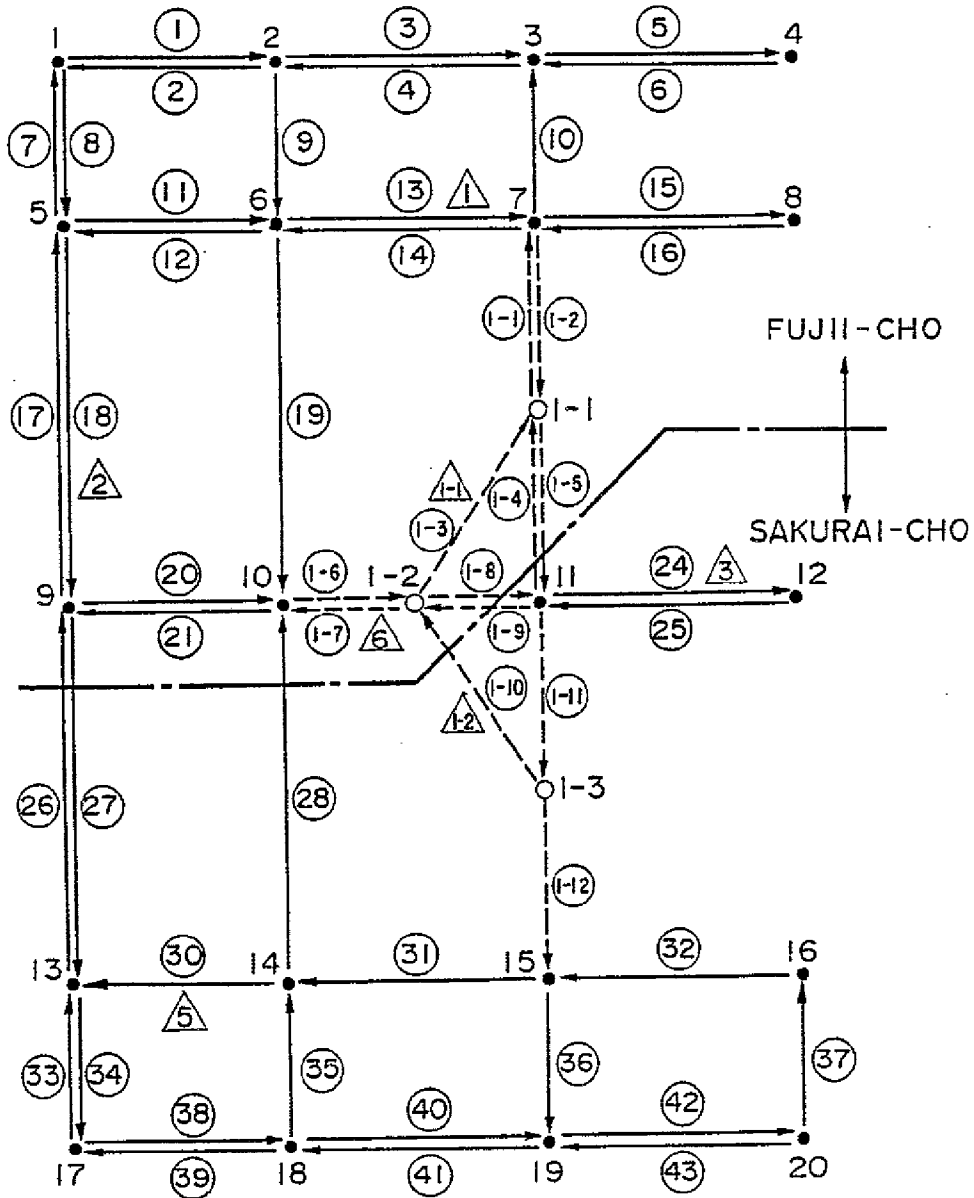 1 ① 2 ③ 3 ⑤ 4
② ④ ⑥
⑦ ⑧ ⑨ ⑩
5 ⑪ 6 ⑬ 1 7 ⑮ 8
⑫ ⑭ ⑯
1-1 1-2
FUJII-CHO
⑰ ⑱ ⑲ 1-1
2 1-1 1-4 1-5
1-3
SAKURAI-CHO
9 20 10 1-6 1-2 1-8 11 24 3 12
21 1-7 6 1-9 25
1-10 1-11
1-2
26 27 28 1-3
1-12
13 30 14 31 15 32 16
5
33 34 35 36 37
38 40 42
17 39 18 41 19 43 20